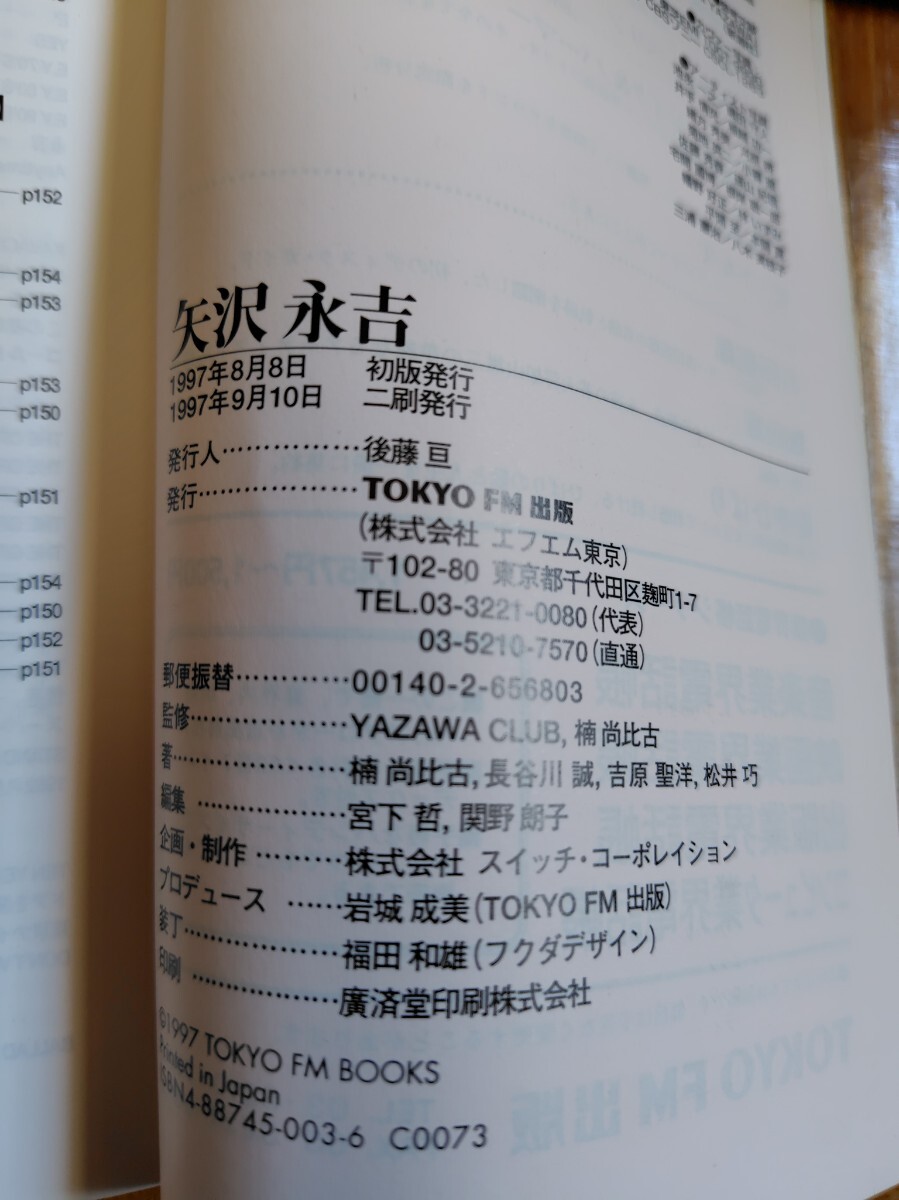 p152
p154
p153
p153
p150
p151
p154
p150
p152
p151
矢沢 永吉
1997年8月8日 初版発行
1997年9月10日 二刷発行
発行人……………後藤 亘
発行………………TOKYO FM 出版
(株式会社 エフエム東京)
〒102-80 東京都千代田区麹町1-7
TEL.03-3221-0080(代表)
03-5210-7570(直通)
郵便振替…………00140-2-656803
監修………………YAZAWA CLUB, 楠 尚比古
著…………………楠 尚比古, 長谷川 誠, 吉原 聖洋, 松井 巧
編集………………宮下 哲, 関野 朗子
企画・制作………株式会社 スイッチ・コーポレイション
プロデュース……岩城 成美(TOKYO FM 出版)
装丁………………福田 和雄(フクダデザイン)
印刷………………廣済堂印刷株式会社
©1997 TOKYO FM BOOKS
Printed in Japan
ISBN4-88745-003-6 C0073